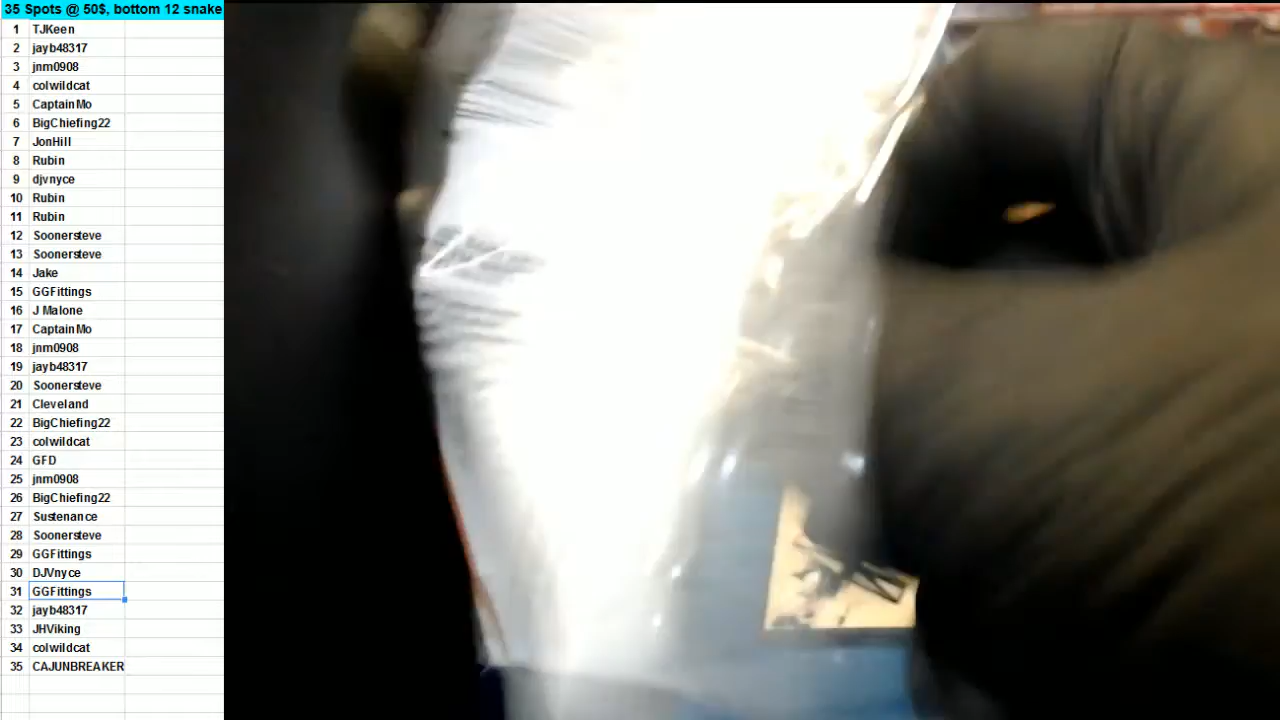 35 Spots @ 50$, bottom 12 snake
1 TJKeen
2 jayb48317
3 jnm0908
4 colwildcat
5 CaptainMo
6 BigChiefing22
7 JonHill
8 Rubin
9 djvnyce
10 Rubin
11 Rubin
12 Soonersteve
13 Soonersteve
14 Jake
15 GGFittings
16 J Malone
17 CaptainMo
18 jnm0908
19 jayb48317
20 Soonersteve
21 Cleveland
22 BigChiefing22
23 colwildcat
24 GFD
25 jnm0908
26 BigChiefing22
27 Sustenance
28 Soonersteve
29 GGFittings
30 DJVnyce
31 GGFittings
32 jayb48317
33 JHViking
34 colwildcat
35 CAJUNBREAKER